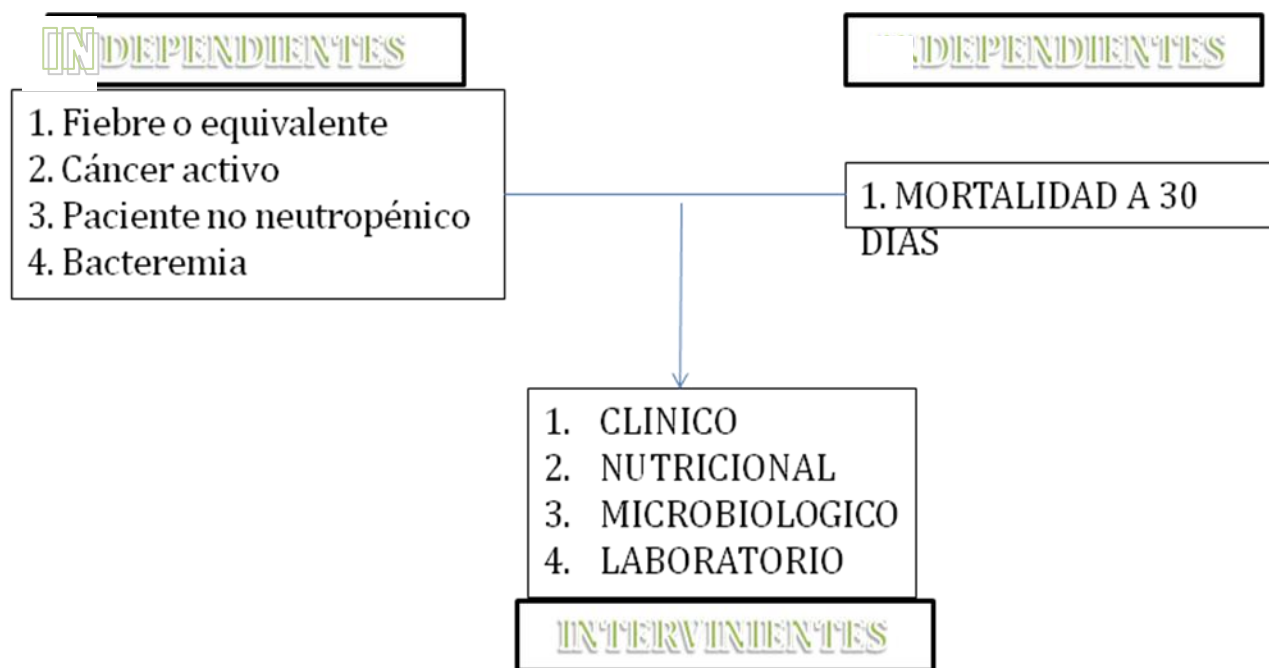 INDEPENDIENTES
1. Fiebre o equivalente
2. Cáncer activo
3. Paciente no neutropénico
4. Bacteremia
DEPENDIENTES
1. MORTALIDAD A 30
DIAS
1. CLINICO
2. NUTRICIONAL
3. MICROBIOLOGICO
4. LABORATORIO
INTERVINIENTES